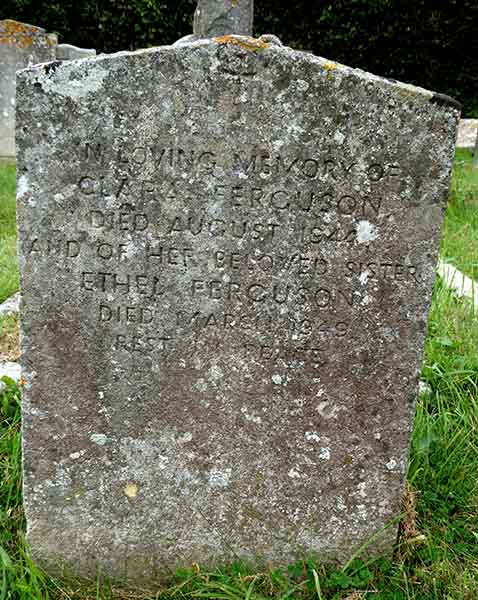 IN LOVING MEMORY OF
CLARA FERGUSON
DIED AUGUST 1944
AND OF HER BELOVED SISTER
ETHEL FERGUSON
DIED MARCH 1949
REST IN PEACE